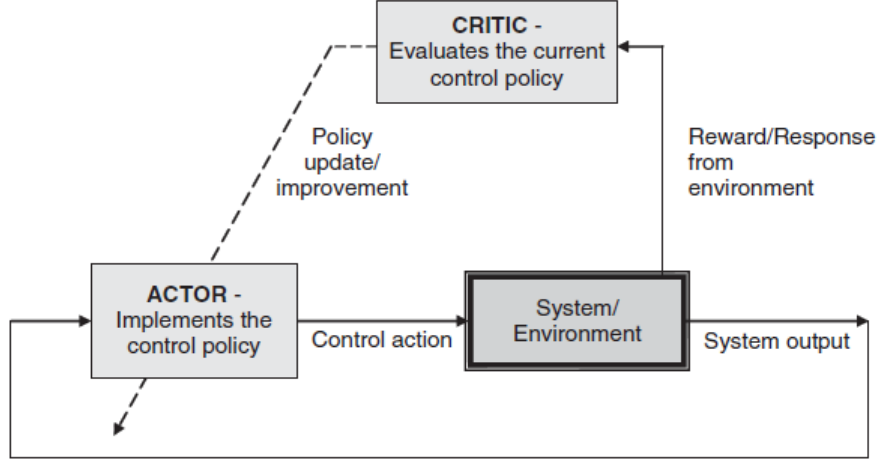 CRITIC -
Evaluates the current
control policy
Policy
update/
improvement
Reward/Response
from
environment
ACTOR -
Implements the
control policy
Control action
System/
Environment
System output